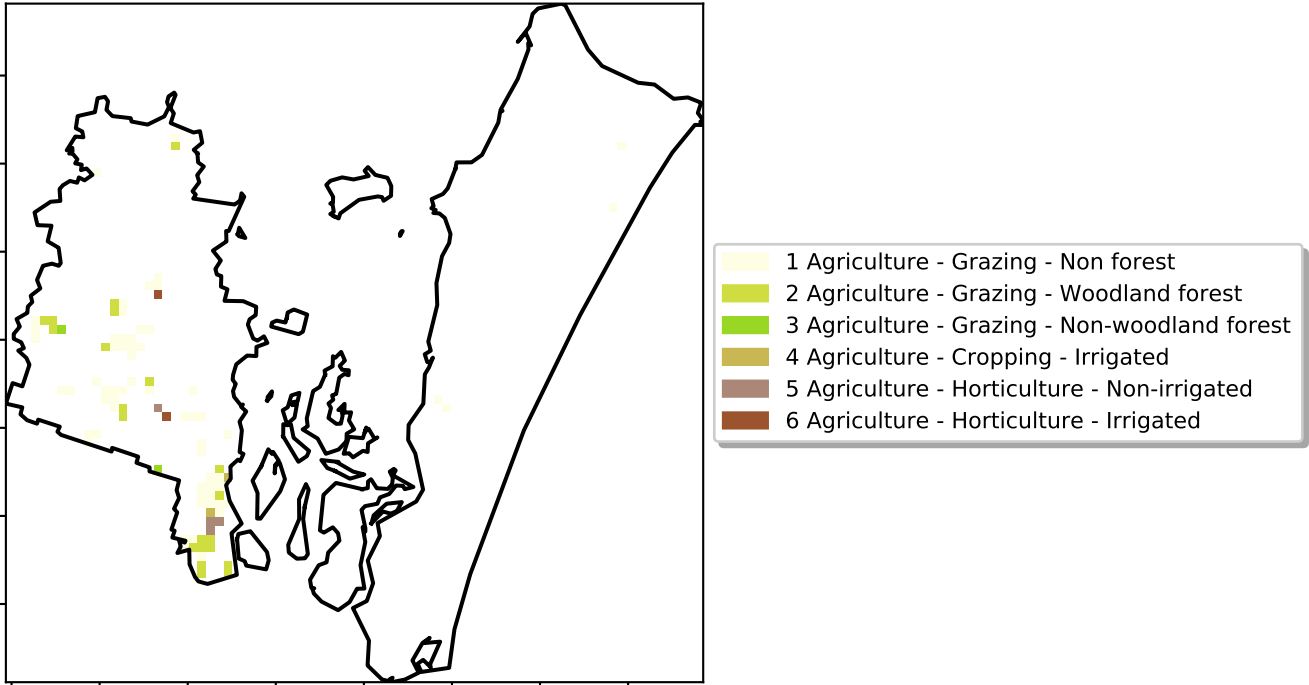 1 Agriculture - Grazing - Non forest
2 Agriculture - Grazing - Woodland forest
3 Agriculture - Grazing - Non-woodland forest
4 Agriculture - Cropping - Irrigated
5 Agriculture - Horticulture - Non-irrigated
6 Agriculture - Horticulture - Irrigated